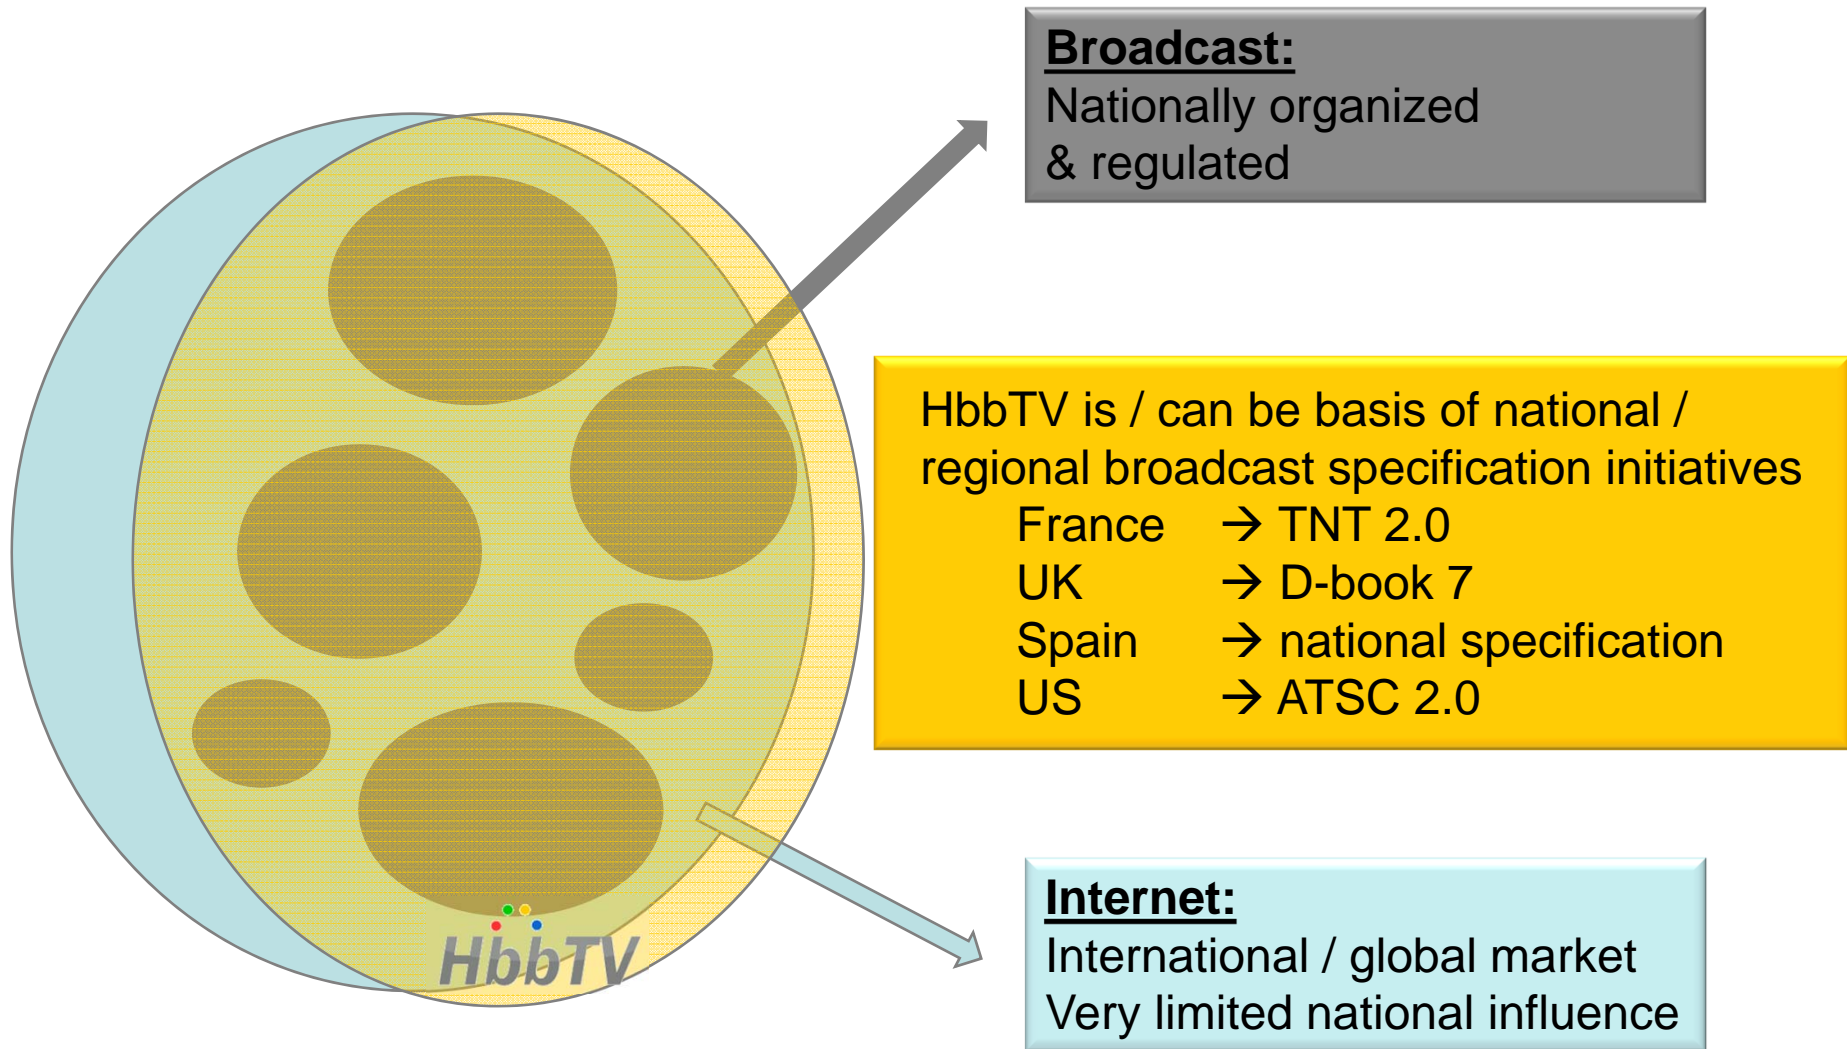 Broadcast:
Nationally organized
& regulated
HbbTV is / can be basis of national /
regional broadcast specification initiatives
France → TNT 2.0
UK → D-book 7
Spain → national specification
US → ATSC 2.0
HbbTV
Internet:
International / global market
Very limited national influence